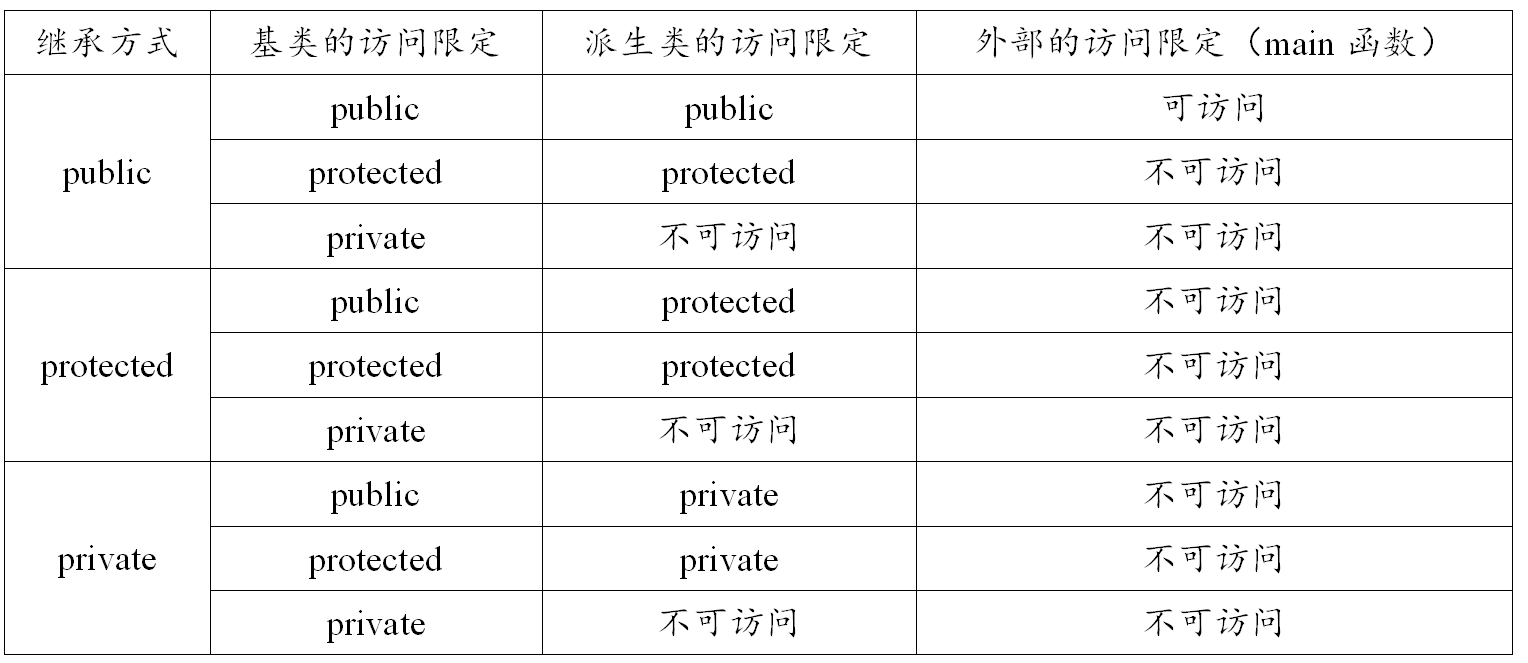 继承方式 基类的访问限定 派生类的访问限定 外部的访问限定（main 函数）
public public 可访问
public protected protected 不可访问
private 不可访问 不可访问
public protected 不可访问
protected protected protected 不可访问
private 不可访问 不可访问
public private 不可访问
private protected private 不可访问
private 不可访问 不可访问